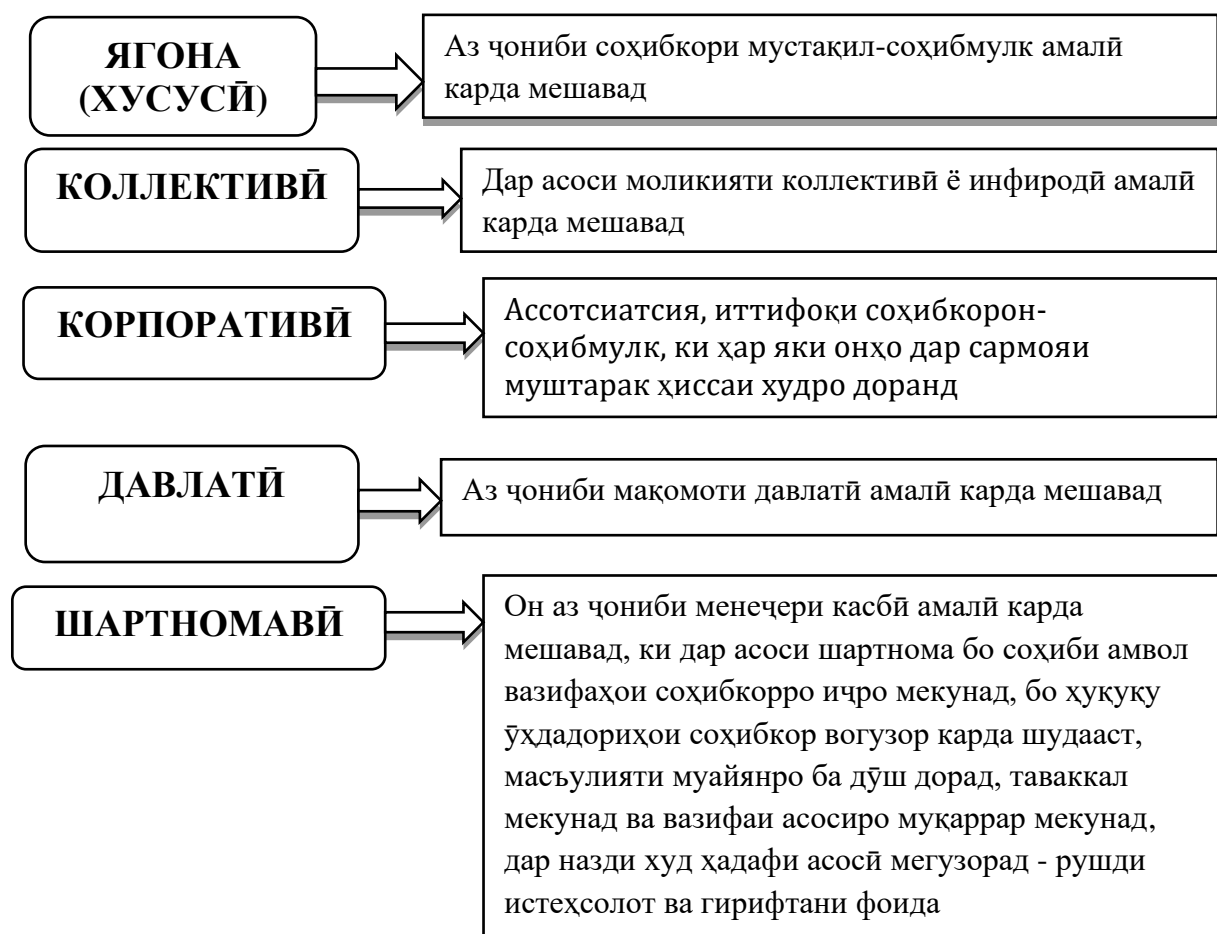 ЯГОНА
(ХУСУСӢ)
Аз ҷониби соҳибкори мустақил-соҳибмулк амалӣ
карда мешавад
КОЛЛЕКТИВӢ
Дар асоси моликияти коллективӣ ё инфиродӣ амалӣ
карда мешавад
КОРПОРАТИВӢ
Ассотсиатсия, иттифоқи соҳибкорон-
соҳибмулк, ки ҳар яки онҳо дар сармояи
муштарак ҳиссаи худро доранд
ДАВЛАТӢ
Аз ҷониби мақомоти давлатӣ амалӣ карда мешавад
ШАРТНОМАВӢ
Он аз ҷониби менеҷери касбӣ амалӣ карда
мешавад, ки дар асоси шартнома бо соҳиби амвол
вазифаҳои соҳибкорро иҷро мекунад, бо ҳуқуқу
ӯҳдадориҳои соҳибкор вогузор карда шудааст,
масъулияти муайянро ба дӯш дорад, таваккал
мекунад ва вазифаи асосиро муқаррар мекунад,
дар назди худ ҳадафи асосӣ мегузорад - рушди
истеҳсолот ва гирифтани фоида